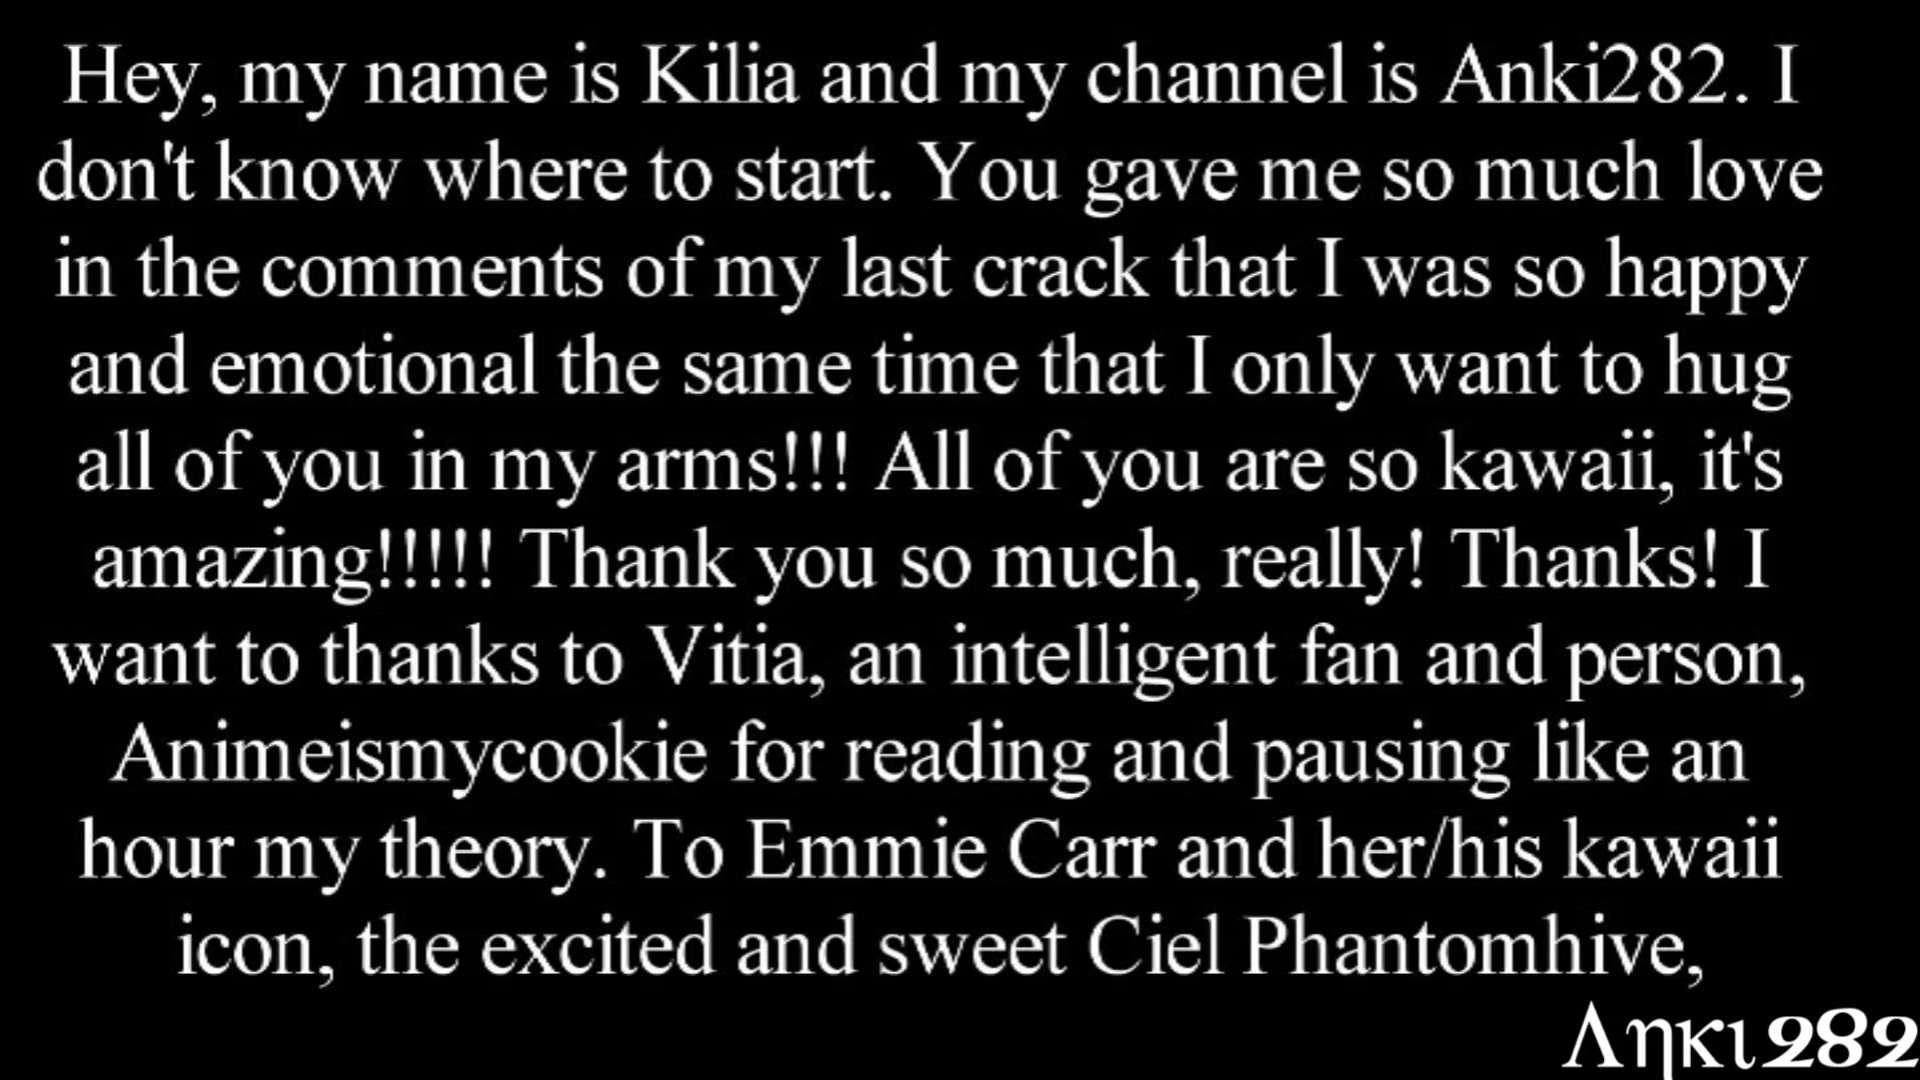 Hey, my name is Kilia and my channel is Anki282. I
don't know where to start. You gave me so much love
in the comments of my last crack that I was so happy
and emotional the same time that I only want to hug
all of you in my arms!!! All of you are so kawaii, it's
amazing!!!!! Thank you so much, really! Thanks! I
want to thanks to Vitia, an intelligent fan and person,
Animeismycookie for reading and pausing like an
hour my theory. To Emmie Carr and her/his kawaii
icon, the excited and sweet Ciel Phantomhive,
Ληκι282